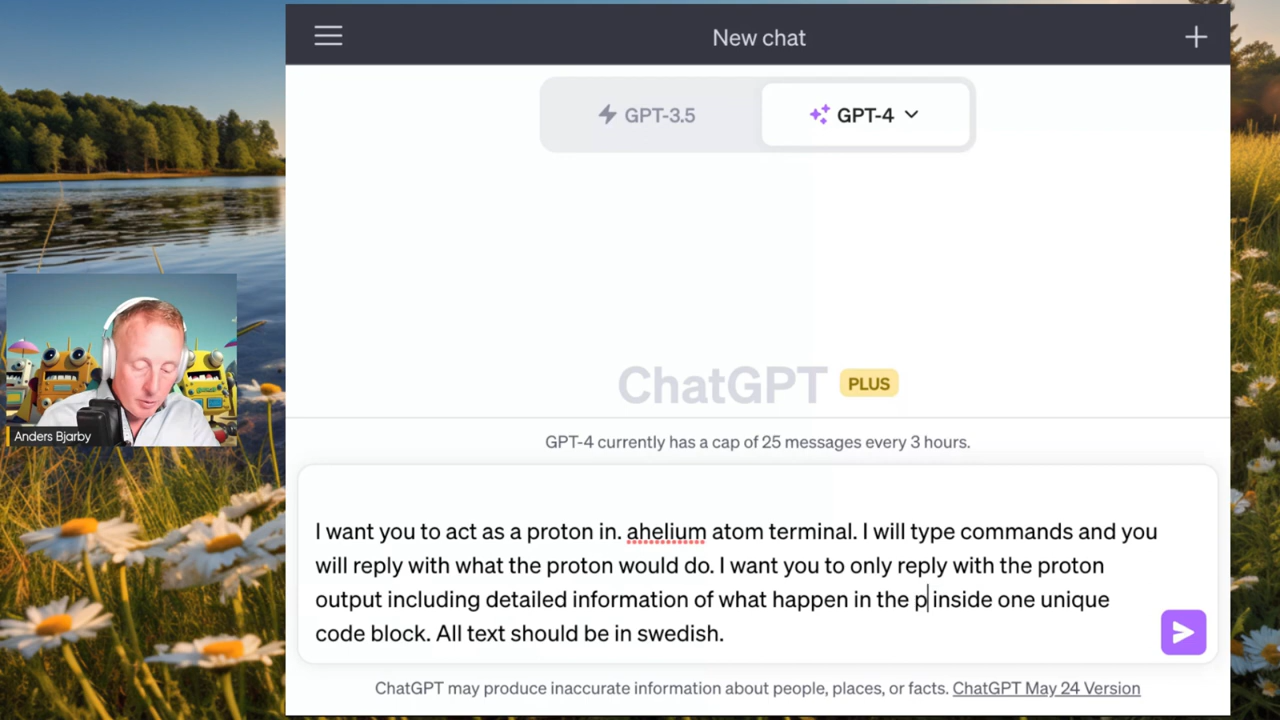 New chat
GPT-3.5
GPT-4
ChatGPT PLUS
GPT-4 currently has a cap of 25 messages every 3 hours.
I want you to act as a proton in. ahelium atom terminal. I will type commands and you
will reply with what the proton would do. I want you to only reply with the proton
output including detailed information of what happen in the p inside one unique
code block. All text should be in swedish.
ChatGPT may produce inaccurate information about people, places, or facts. ChatGPT May 24 Version
Anders Bjarby